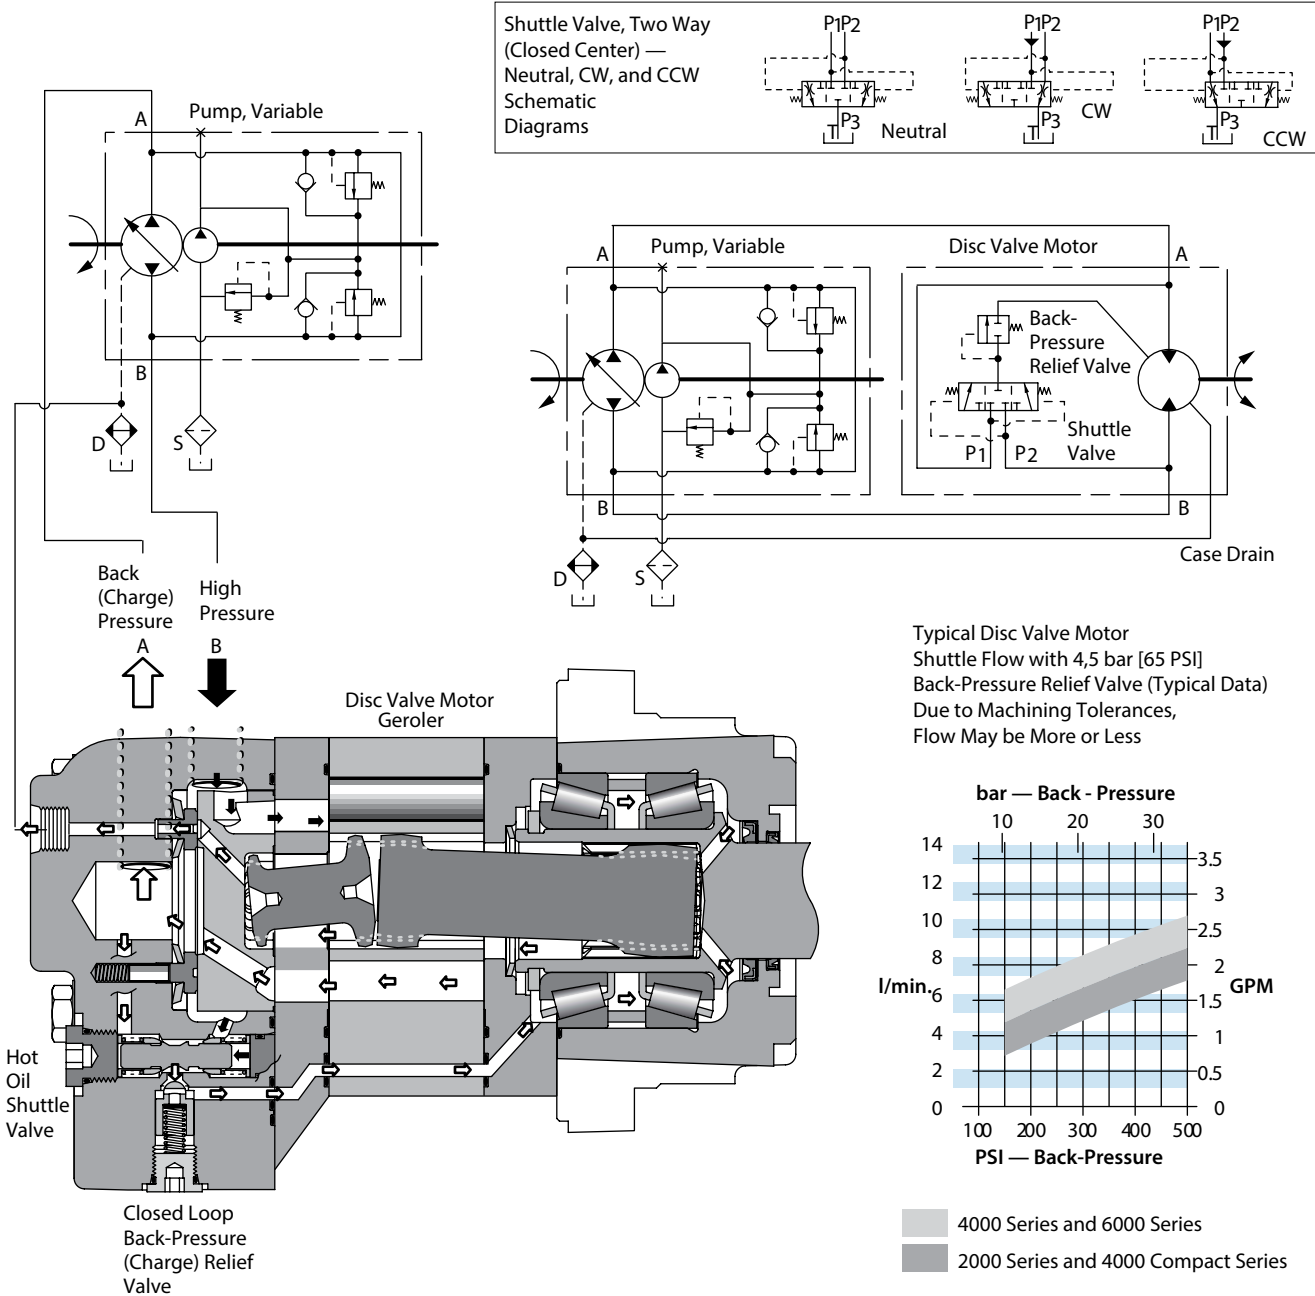 Shuttle Valve, Two Way
(Closed Center) —
Neutral, CW, and CCW
Schematic
Diagrams
P1P2
P3
T
Neutral
P1P2
P3
T
CW
P1P2
P3
T
CCW
Pump, Variable
A
B
D
S
Pump, Variable
Disc Valve Motor
A
A
Back-
Pressure
Relief Valve
Shuttle
Valve
P1
P2
B
B
D
S
Case Drain
Back
(Charge)
Pressure
A
High
Pressure
B
Disc Valve Motor
Geroler
Hot
Oil
Shuttle
Valve
Closed Loop
Back-Pressure
(Charge) Relief
Valve
Typical Disc Valve Motor
Shuttle Flow with 4,5 bar [65 PSI]
Back-Pressure Relief Valve (Typical Data)
Due to Machining Tolerances,
Flow May be More or Less
bar — Back - Pressure
10 20 30
14
12
10
8
6
4
2
0
l/min.
3.5
3
2.5
2
1.5
1
0.5
0
GPM
100 200 300 400 500
PSI — Back-Pressure
4000 Series and 6000 Series
2000 Series and 4000 Compact Series